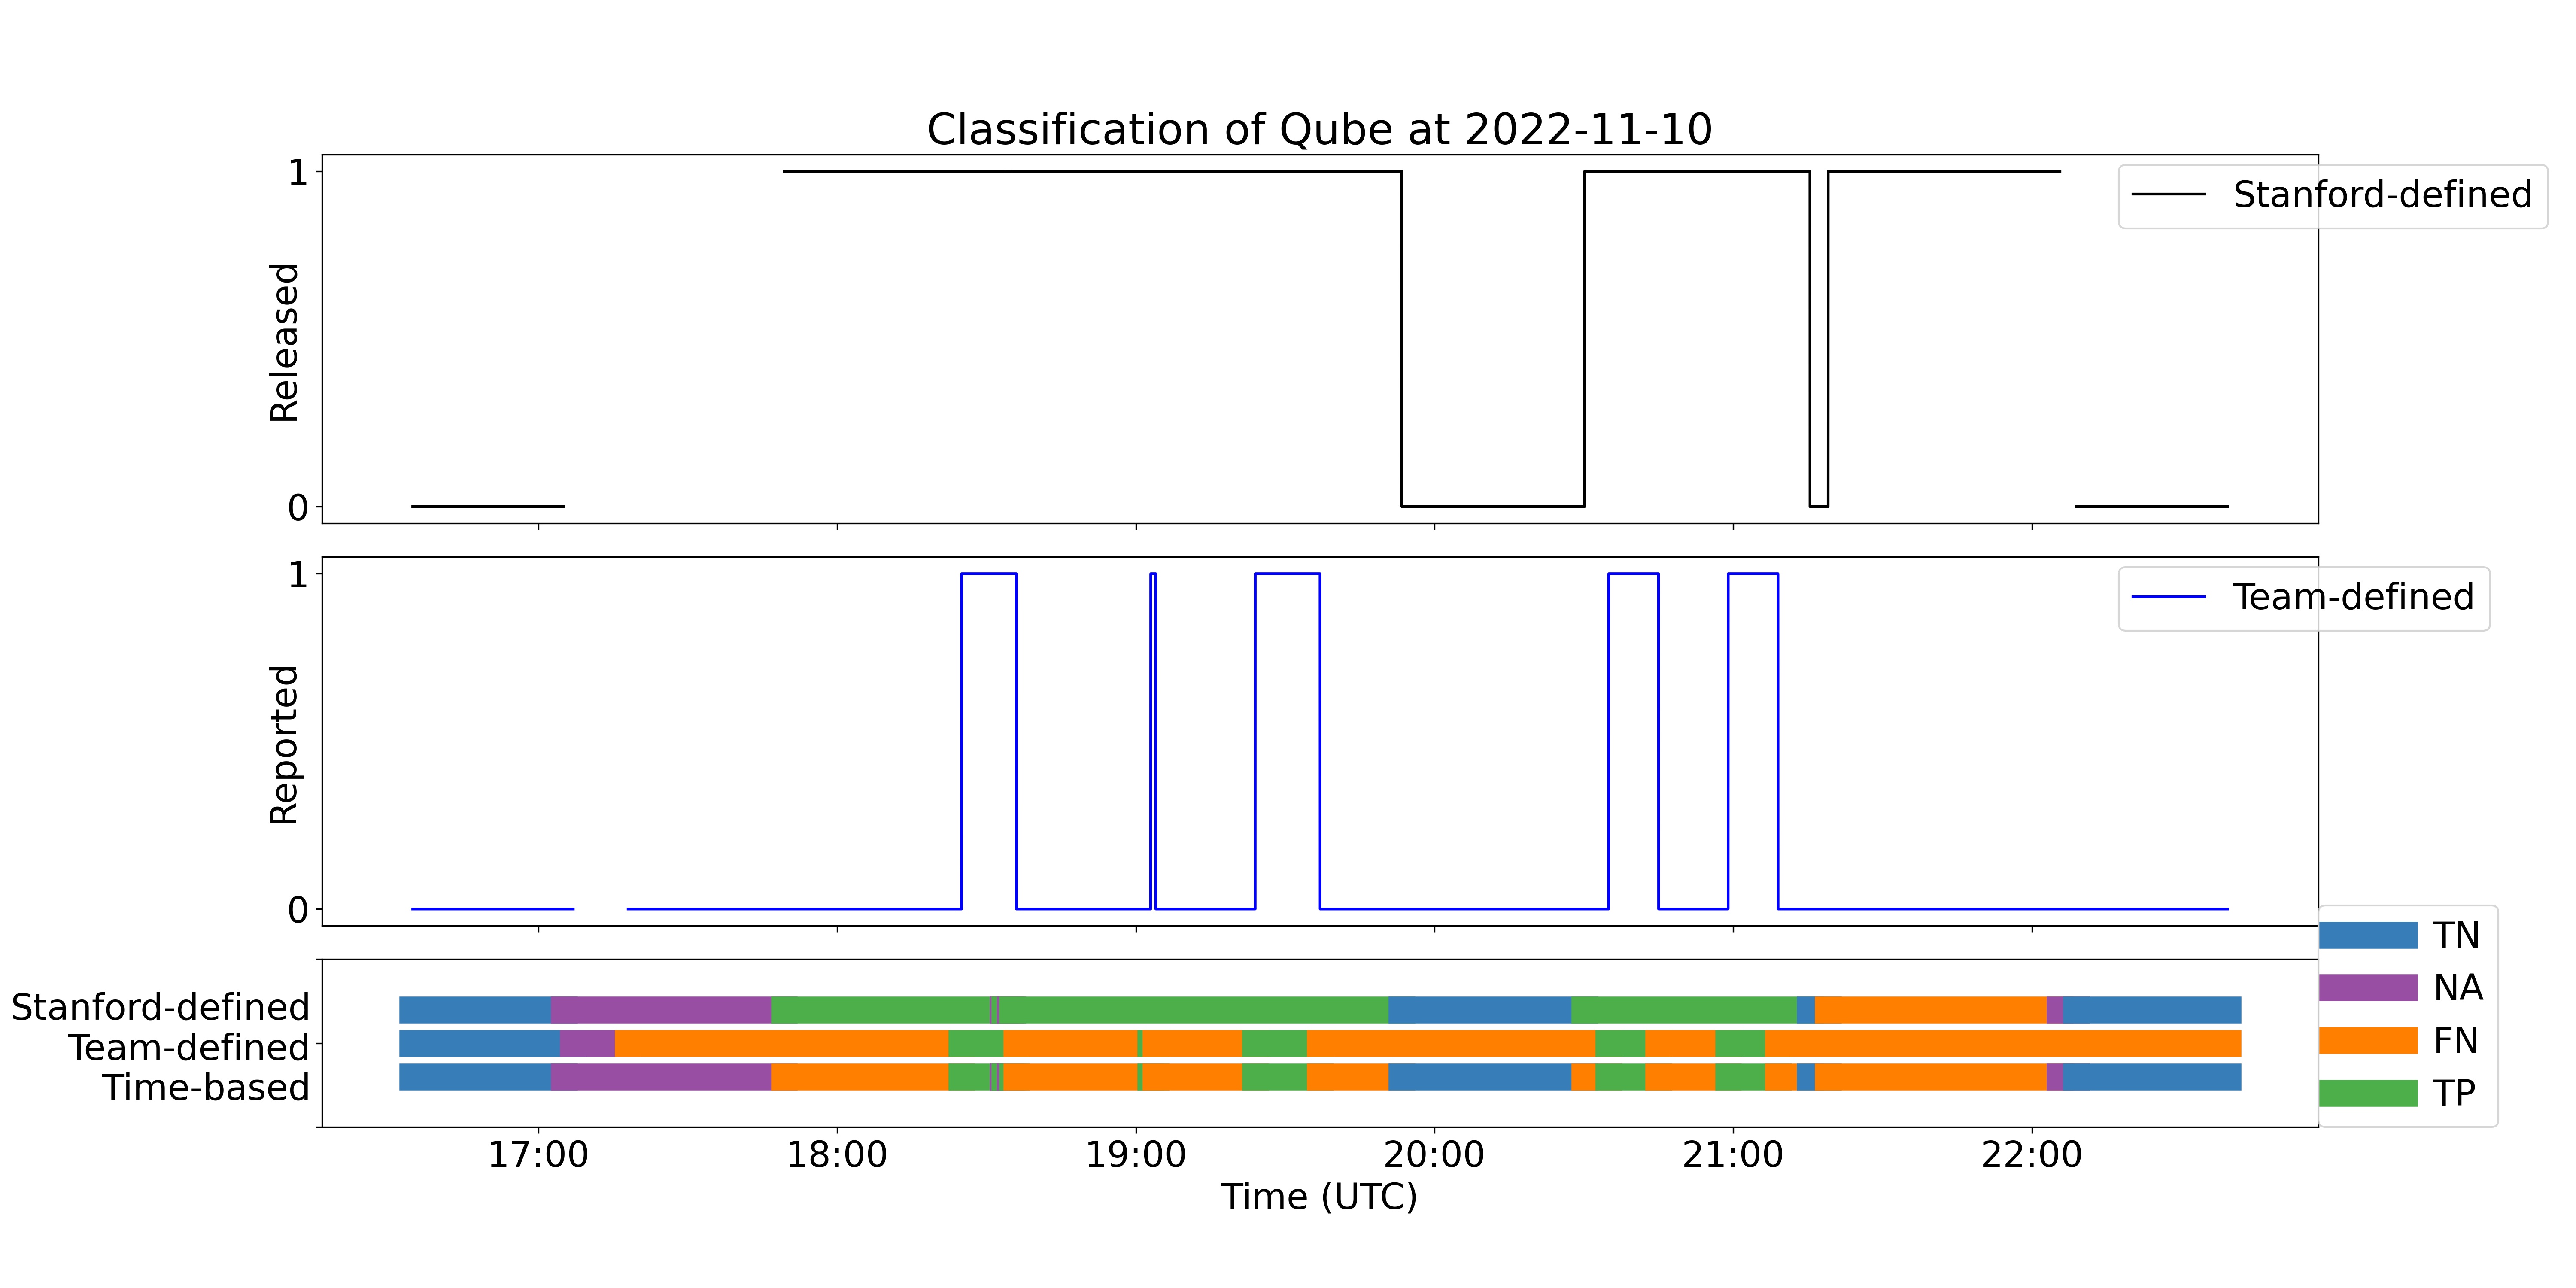 Classification of Qube at 2022-11-10
1
0
Released
Stanford-defined
1
0
Reported
Team-defined
Stanford-defined
Team-defined
Time-based
TN
NA
FN
TP
17:00 18:00 19:00 20:00 21:00 22:00
Time (UTC)